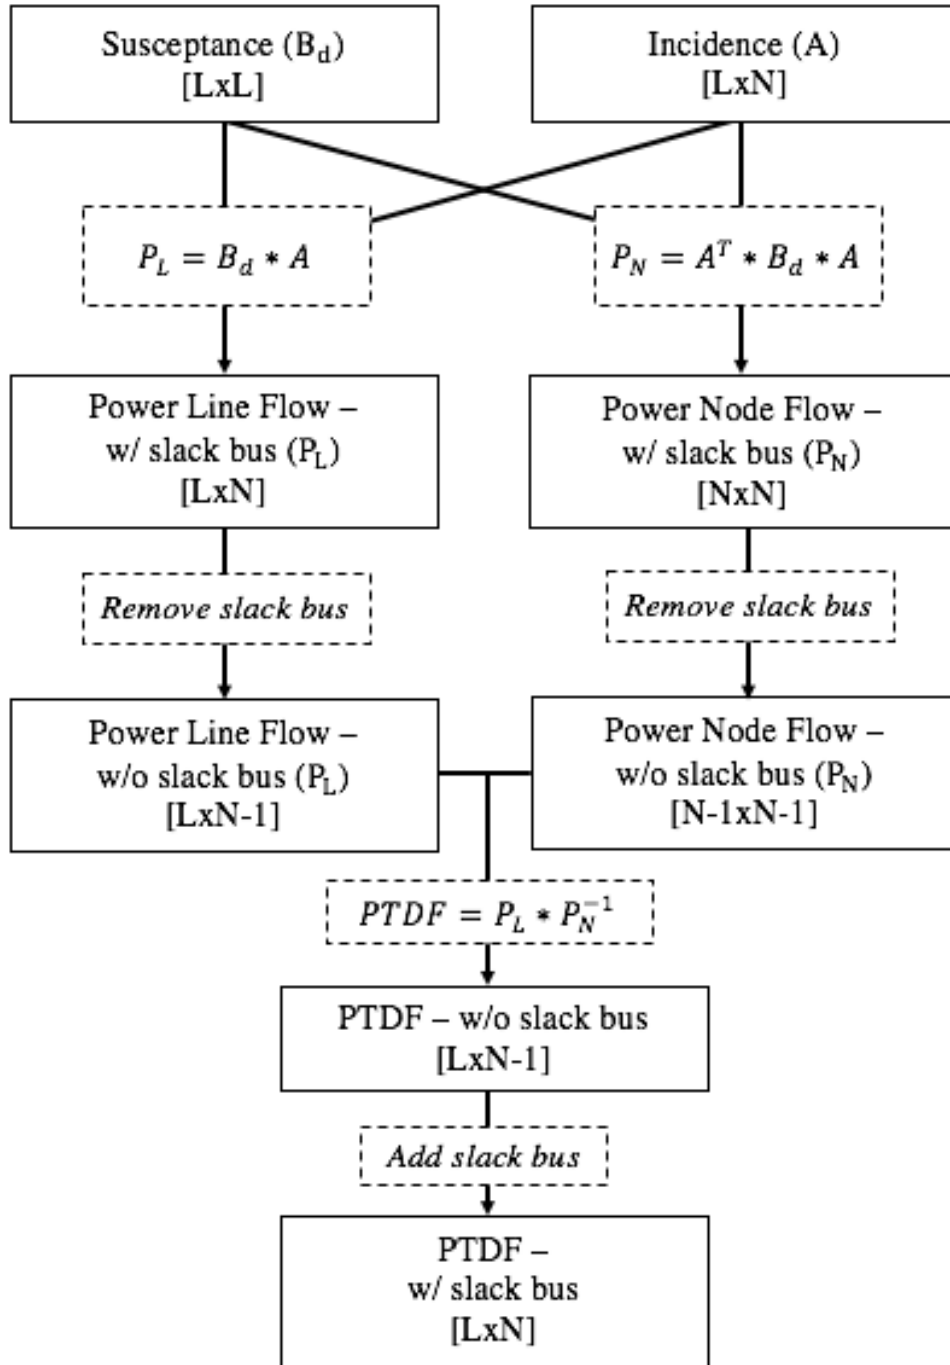 Susceptance (B_d)
[LxL]
Incidence (A)
[LxN]
P_L = B_d * A
P_N = A^T * B_d * A
Power Line Flow –
w/ slack bus (P_L)
[LxN]
Power Node Flow –
w/ slack bus (P_N)
[NxN]
Remove slack bus
Remove slack bus
Power Line Flow –
w/o slack bus (P_L)
[LxN-1]
Power Node Flow –
w/o slack bus (P_N)
[N-1xN-1]
PTDF = P_L * P_N^{-1}
PTDF – w/o slack bus
[LxN-1]
Add slack bus
PTDF –
w/ slack bus
[LxN]